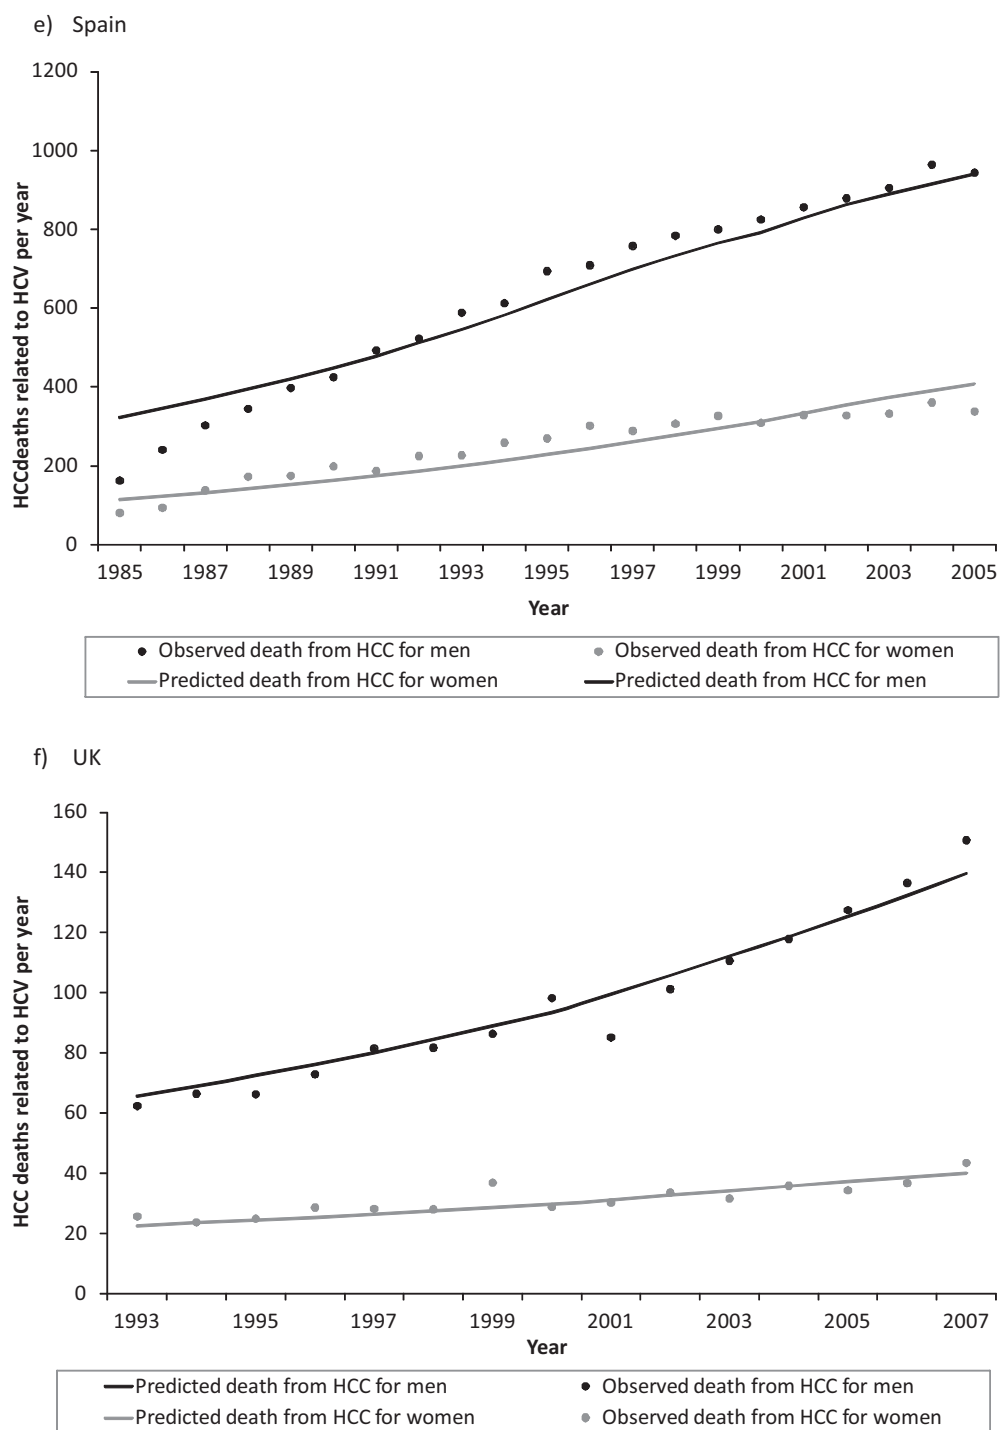 e) Spain
1200
1000
800
600
400
200
0
HCCdeaths related to HCV per year
1985 1987 1989 1991 1993 1995 1997 1999 2001 2003 2005
Year
Observed death from HCC for men Observed death from HCC for women
Predicted death from HCC for women Predicted death from HCC for men
f) UK
160
140
120
100
80
60
40
20
0
HCC deaths related to HCV per year
1993 1995 1997 1999 2001 2003 2005 2007
Year
Predicted death from HCC for men Observed death from HCC for men
Predicted death from HCC for women Observed death from HCC for women